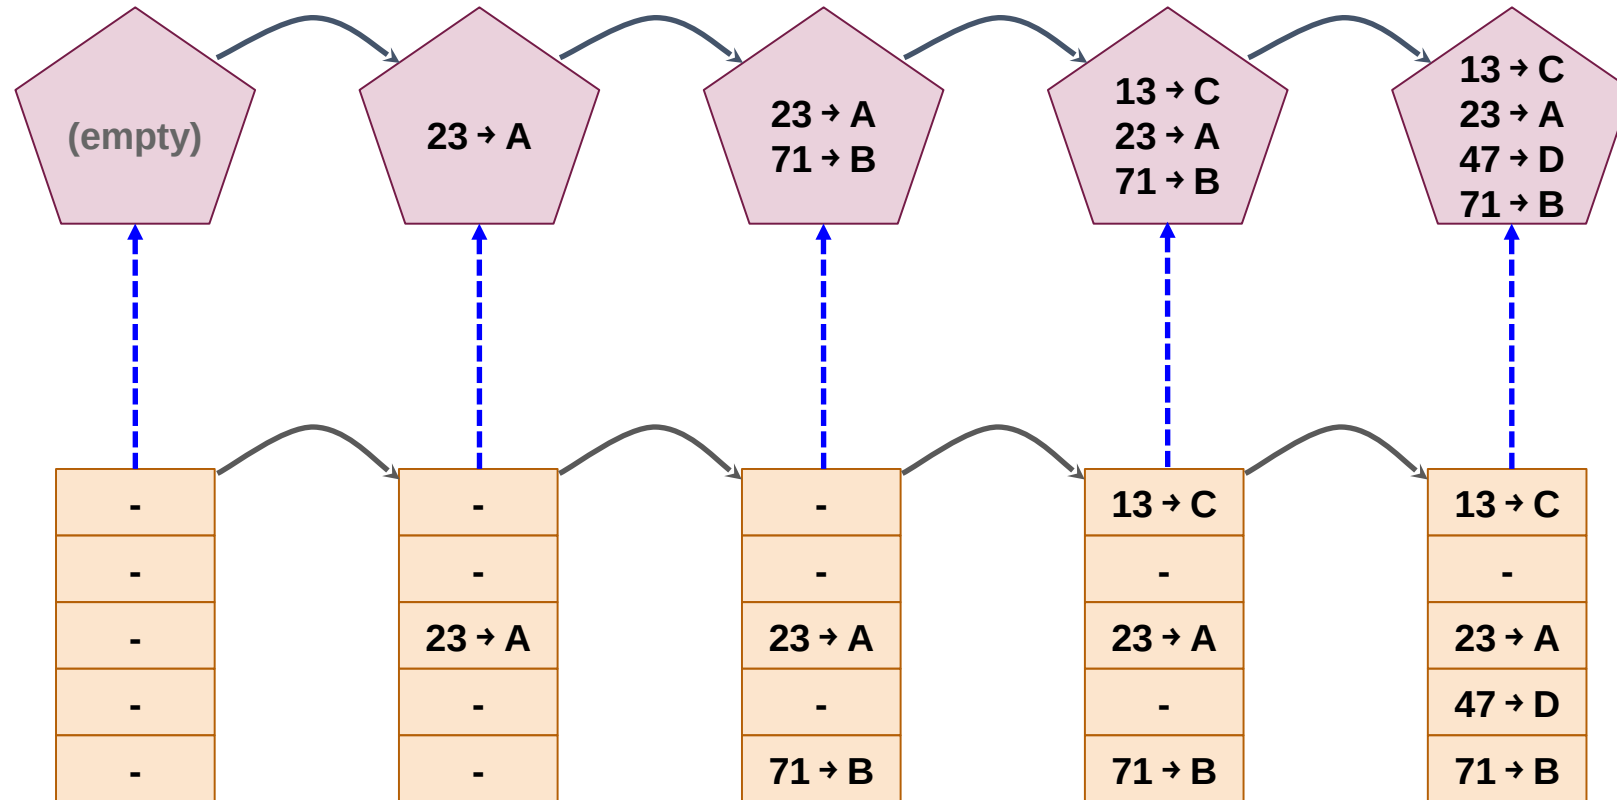 (empty)
23 → A
23 → A
71 → B
13 → C
23 → A
71 → B
13 → C
23 → A
47 → D
71 → B
-
-
-
-
-
-
-
23 → A
-
-
-
-
23 → A
-
71 → B
13 → C
-
23 → A
-
71 → B
13 → C
-
23 → A
47 → D
71 → B